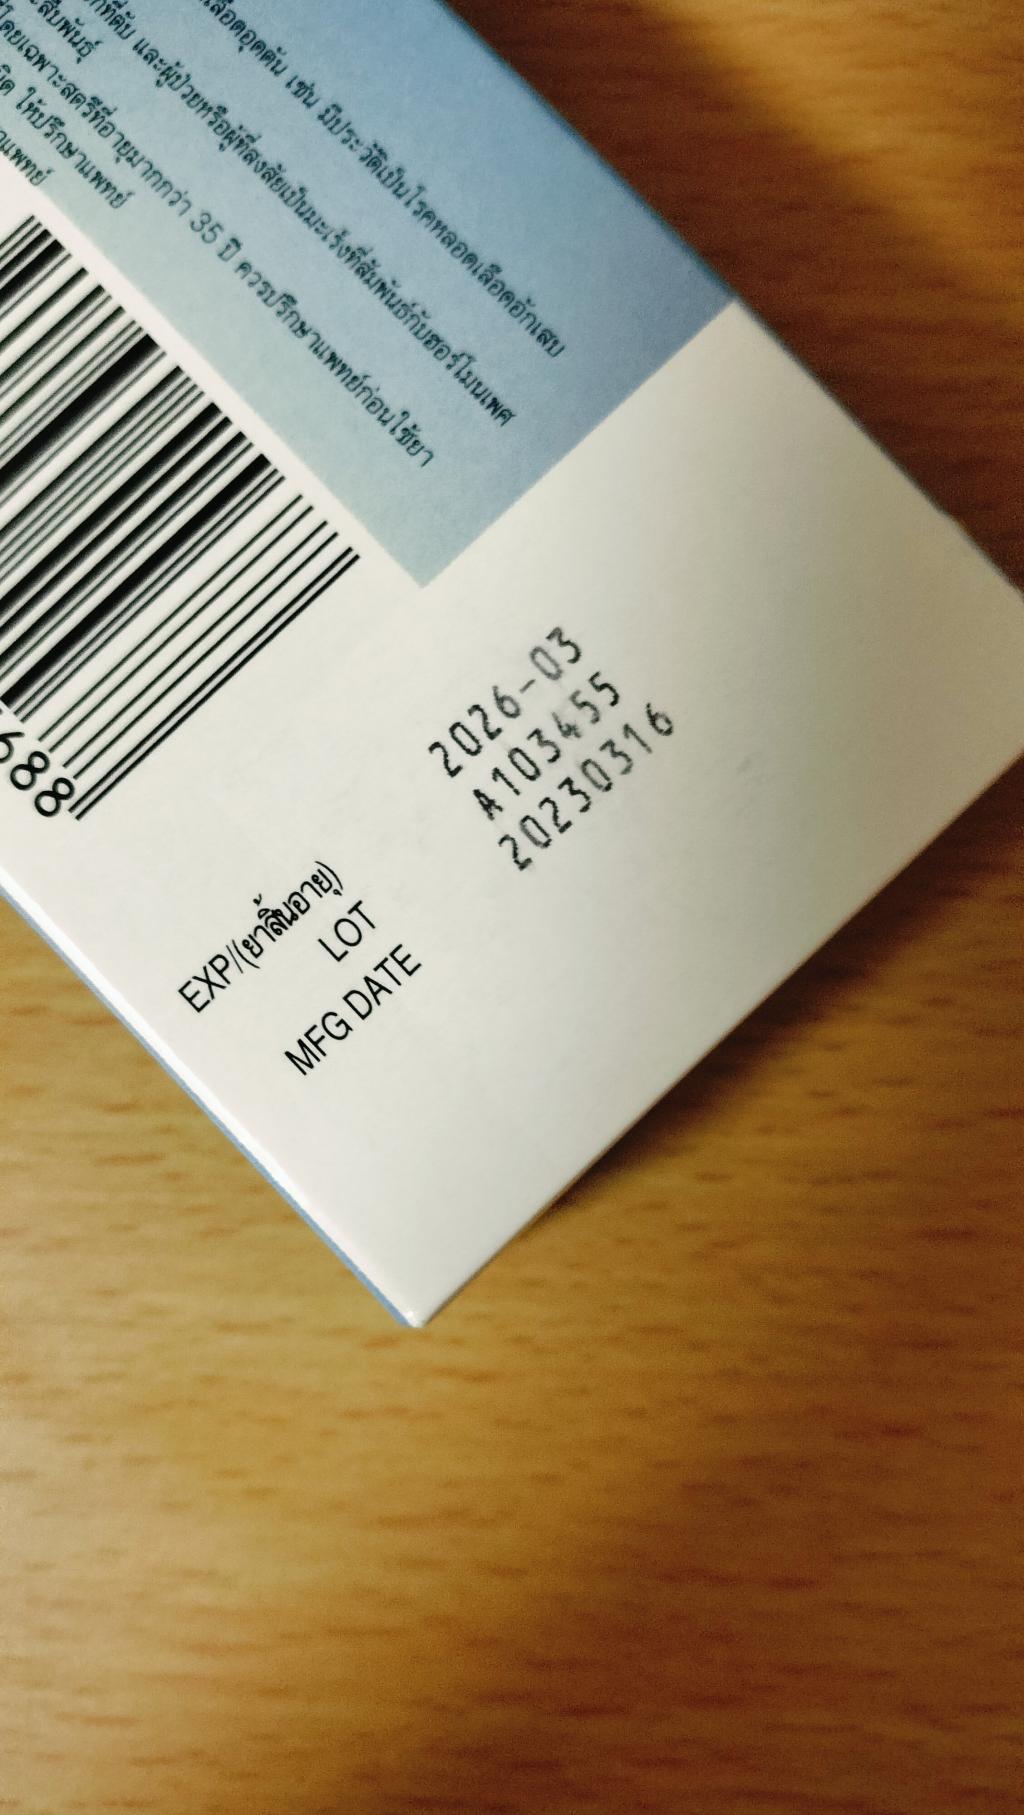 เลือดอุดตัน เช่น มีประวัติเป็นโรคหลอดเลือดอักเสบ
และผู้ป่วยหรือผู้ที่สงสัยเป็นมะเร็งที่สัมพันธ์กับฮอร์โมนเพศ
โดยเฉพาะสตรีที่อายุมากกว่า 35 ปี ควรปรึกษาแพทย์ก่อนใช้ยา
ให้ปรึกษาแพทย์
688
EXP/(ยาสิ้นอายุ) 2026-03
LOT A103455
MFG DATE 20230316